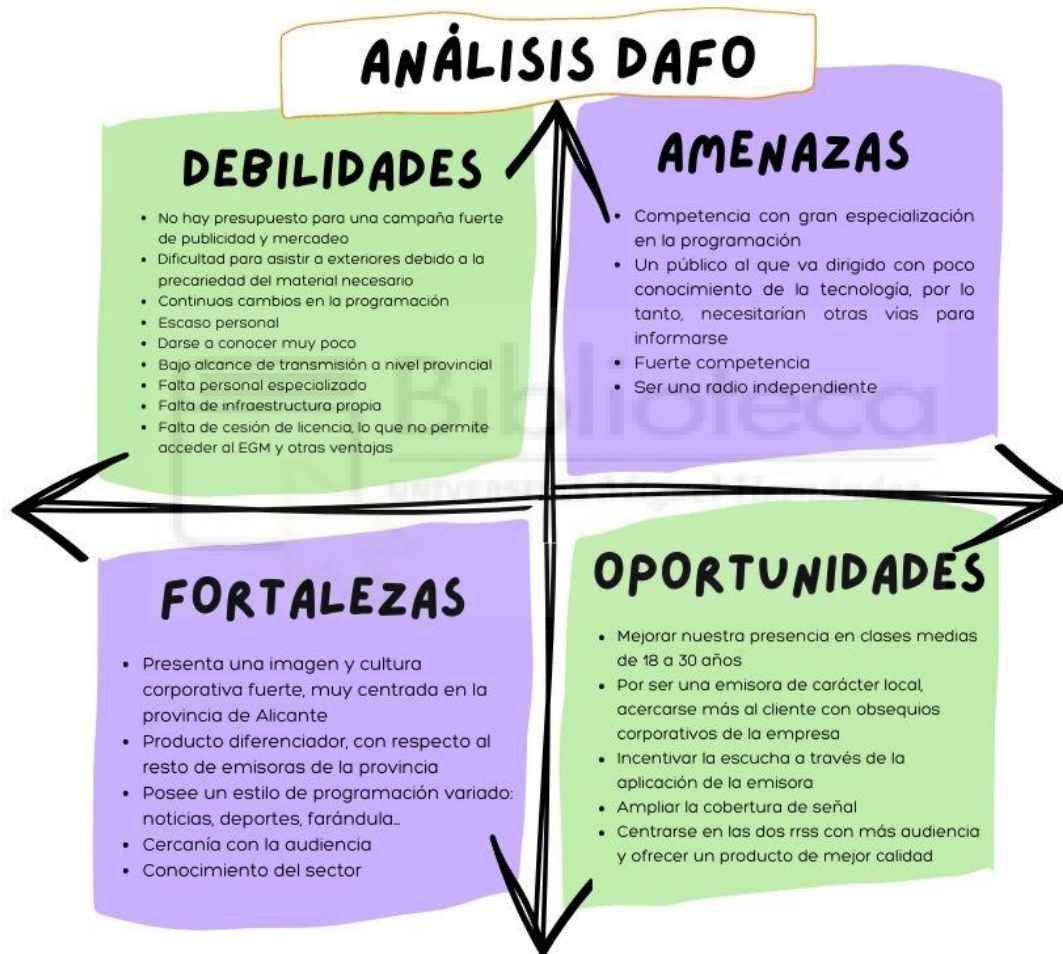 ANÁLISIS DAFO
DEBILIDADES
• No hay presupuesto para una campaña fuerte
de publicidad y mercadeo
• Dificultad para asistir a exteriores debido a la
precariedad del material necesario
• Continuos cambios en la programación
• Escaso personal
• Darse a conocer muy poco
• Bajo alcance de transmisión a nivel provincial
• Falta personal especializado
• Falta de infraestructura propia
• Falta de cesión de licencia, lo que no permite
acceder al EGM y otras ventajas
AMENAZAS
• Competencia con gran especialización
en la programación
• Un público al que va dirigido con poco
conocimiento de la tecnología, por lo
tanto, necesitarían otras vías para
informarse
• Fuerte competencia
• Ser una radio independiente
Biblioteca
UNIVERSITAS Miguel Hernández
FORTALEZAS
• Presenta una imagen y cultura
corporativa fuerte, muy centrada en la
provincia de Alicante
• Producto diferenciador, con respecto al
resto de emisoras de la provincia
• Posee un estilo de programación variado:
noticias, deportes, farándula...
• Cercanía con la audiencia
• Conocimiento del sector
OPORTUNIDADES
• Mejorar nuestra presencia en clases medias
de 18 a 30 años
• Por ser una emisora de carácter local,
acercarse más al cliente con obsequios
corporativos de la empresa
• Incentivar la escucha a través de la
aplicación de la emisora
• Ampliar la cobertura de señal
• Centrarse en las dos rrss con más audiencia
y ofrecer un producto de mejor calidad